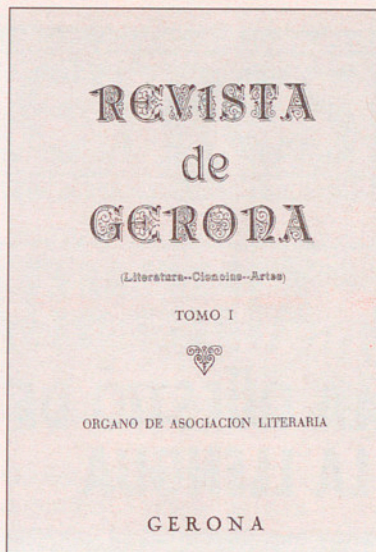 REVISTA
de
GERONA
(Literatura--Ciencias--Artes)
TOMO I
ORGANO DE ASOCIACION LITERARIA
GERONA